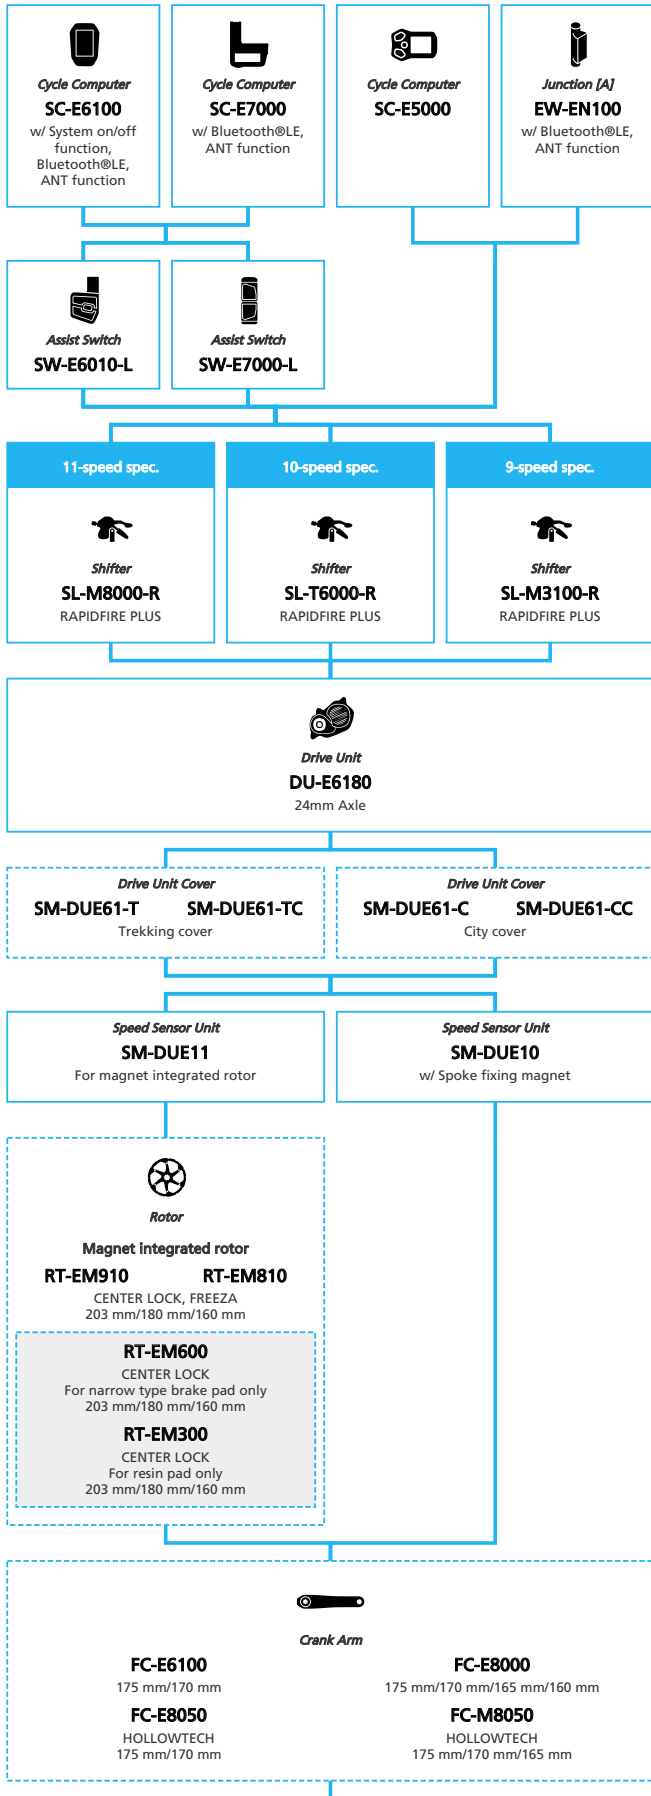 Cycle Computer
SC-E6100
w/ System on/off
function,
Bluetooth®LE,
ANT function
Cycle Computer
SC-E7000
w/ Bluetooth®LE,
ANT function
Cycle Computer
SC-E5000
Junction [A]
EW-EN100
w/ Bluetooth®LE,
ANT function
Assist Switch
SW-E6010-L
Assist Switch
SW-E7000-L
11-speed spec.
Shifter
SL-M8000-R
RAPIDFIRE PLUS
10-speed spec.
Shifter
SL-T6000-R
RAPIDFIRE PLUS
9-speed spec.
Shifter
SL-M3100-R
RAPIDFIRE PLUS
Drive Unit
DU-E6180
24mm Axle
Drive Unit Cover
SM-DUE61-T SM-DUE61-TC
Trekking cover
Drive Unit Cover
SM-DUE61-C SM-DUE61-CC
City cover
Speed Sensor Unit
SM-DUE11
For magnet integrated rotor
Speed Sensor Unit
SM-DUE10
w/ Spoke fixing magnet
Rotor
Magnet integrated rotor
RT-EM910 RT-EM810
CENTER LOCK, FREEZA
203 mm/180 mm/160 mm
RT-EM600
CENTER LOCK
For narrow type brake pad only
203 mm/180 mm/160 mm
RT-EM300
CENTER LOCK
For resin pad only
203 mm/180 mm/160 mm
Crank Arm
FC-E6100
175 mm/170 mm
FC-E8000
175 mm/170 mm/165 mm/160 mm
FC-E8050
HOLLOWTECH
175 mm/170 mm
FC-M8050
HOLLOWTECH
175 mm/170 mm/165 mm